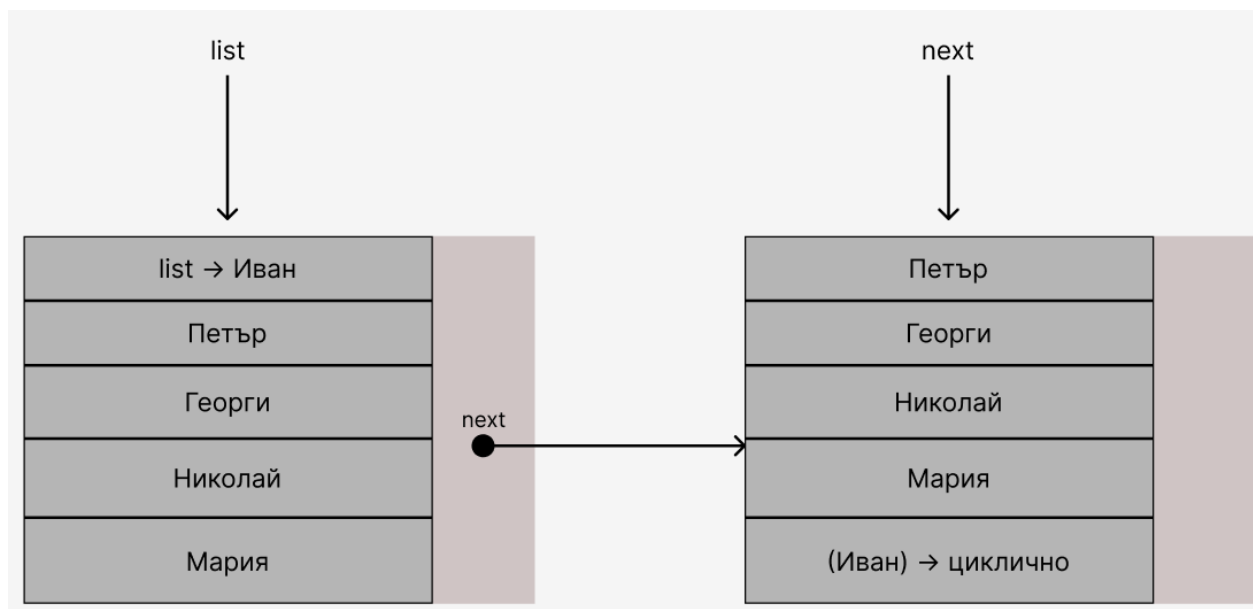 list
next
list → Иван
Петър
Георги
Николай
Мария
next
Петър
Георги
Николай
Мария
(Иван) → циклично